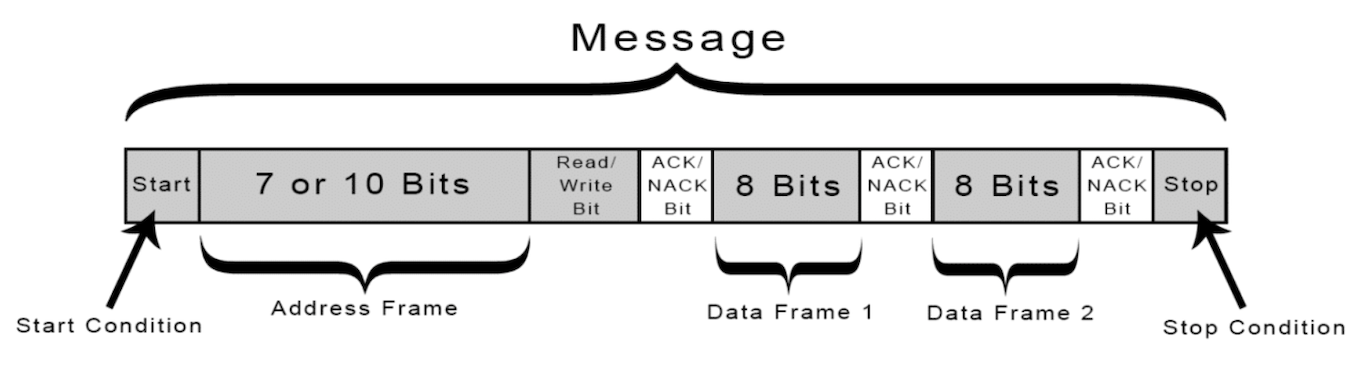 Message
Start
7 or 10 Bits
Read/
Write
Bit
ACK/
NACK
Bit
8 Bits
ACK/
NACK
Bit
8 Bits
ACK/
NACK
Bit
Stop
Start Condition
Address Frame
Data Frame 1
Data Frame 2
Stop Condition